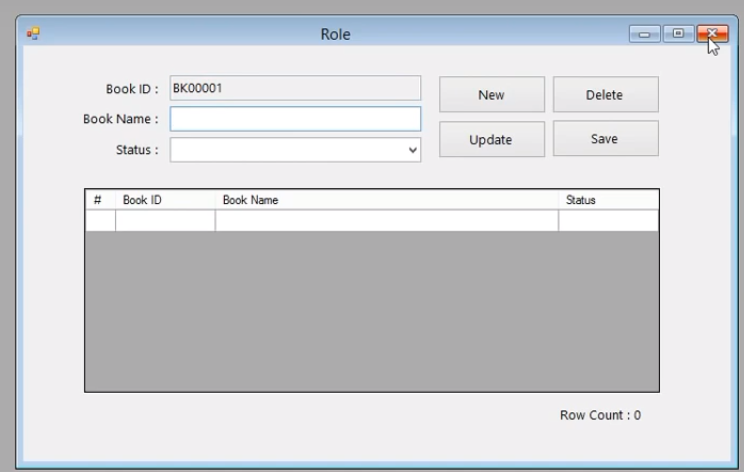 Role
Book ID : BK00001 New Delete
Book Name :
Status : Update Save
# Book ID Book Name Status
Row Count : 0